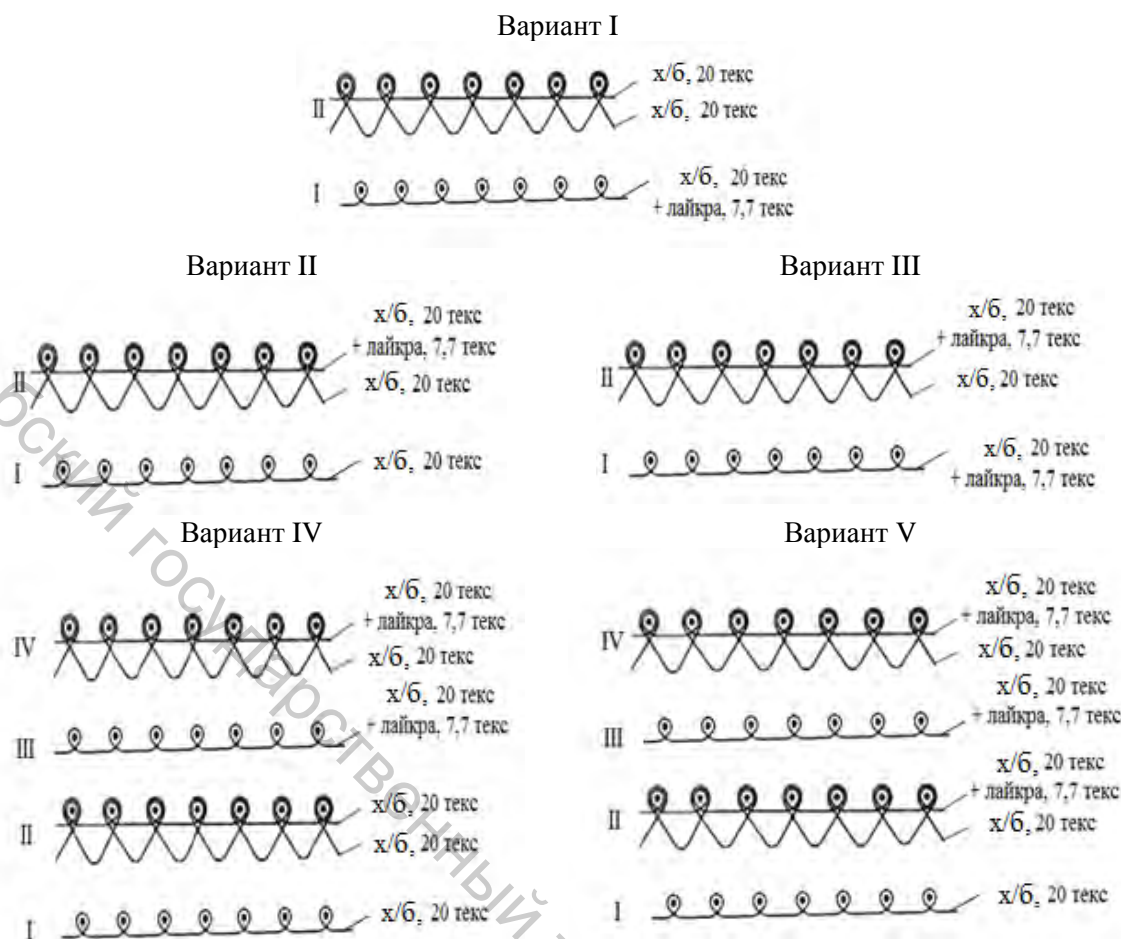 Вариант I
х/б, 20 текс
II
х/б, 20 текс
I
х/б, 20 текс
+ лайкра, 7,7 текс
Вариант II
х/б, 20 текс
+ лайкра, 7,7 текс
II
х/б, 20 текс
I
х/б, 20 текс
Вариант III
х/б, 20 текс
+ лайкра, 7,7 текс
II
х/б, 20 текс
I
х/б, 20 текс
+ лайкра, 7,7 текс
Вариант IV
х/б, 20 текс
+ лайкра, 7,7 текс
IV
х/б, 20 текс
х/б, 20 текс
+ лайкра, 7,7 текс
III
х/б, 20 текс
II
х/б, 20 текс
I
х/б, 20 текс
Вариант V
х/б, 20 текс
+ лайкра, 7,7 текс
IV
х/б, 20 текс
х/б, 20 текс
+ лайкра, 7,7 текс
III
х/б, 20 текс
+ лайкра, 7,7 текс
II
х/б, 20 текс
I
х/б, 20 текс
государственный